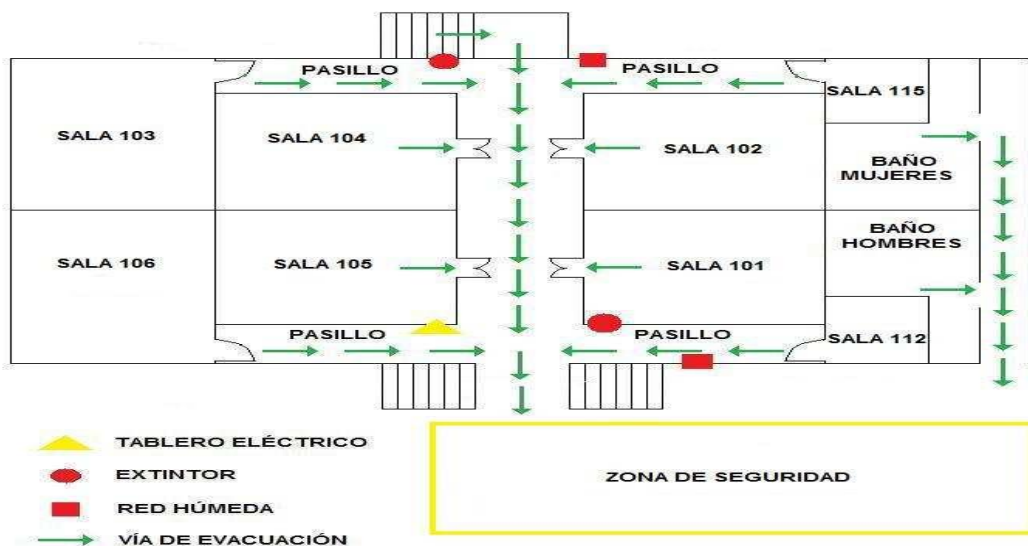 PASILLO
PASILLO
SALA 103
SALA 104
SALA 102
SALA 115
BAÑO
MUJERES
BAÑO
HOMBRES
SALA 106
SALA 105
SALA 101
PASILLO
PASILLO
SALA 112
TABLERO ELÉCTRICO
EXTINTOR
RED HÚMEDA
VÍA DE EVACUACIÓN
ZONA DE SEGURIDAD